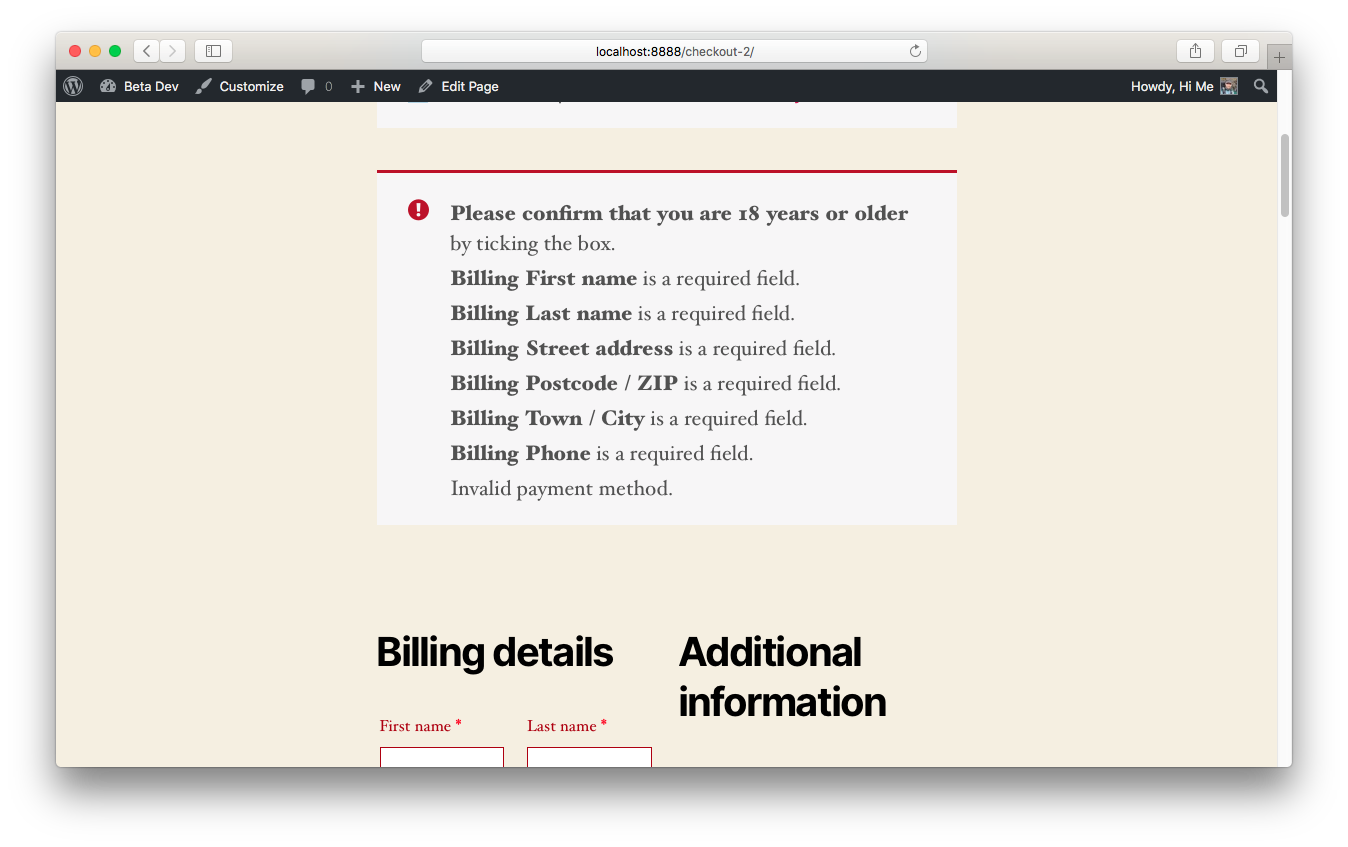 localhost:8888/checkout-2/
Beta Dev Customize 0 New Edit Page Howdy, Hi Me
Please confirm that you are 18 years or older
by ticking the box.
Billing First name is a required field.
Billing Last name is a required field.
Billing Street address is a required field.
Billing Postcode / ZIP is a required field.
Billing Town / City is a required field.
Billing Phone is a required field.
Invalid payment method.
Billing details
Additional
information
First name *
Last name *